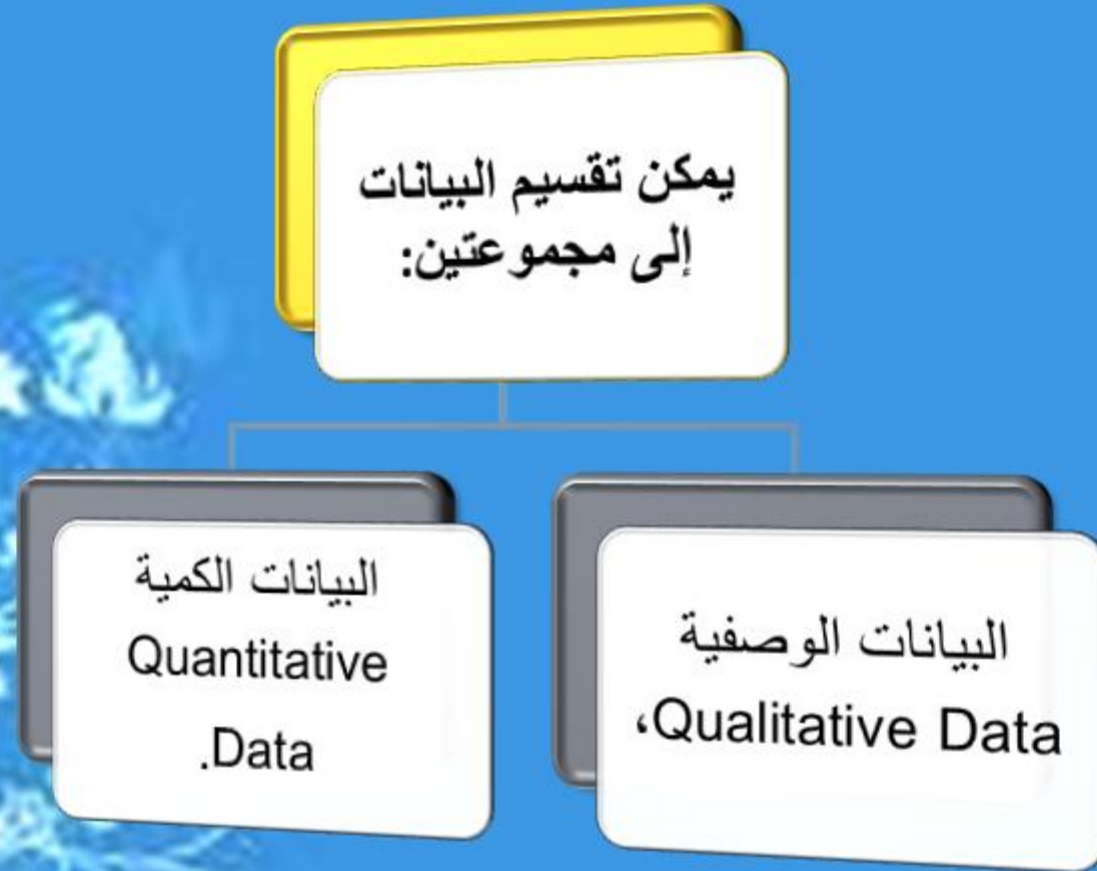 يمكن تقسيم البيانات
إلى مجموعتين:
البيانات الوصفية
Qualitative Data،
البيانات الكمية
Quantitative
Data.